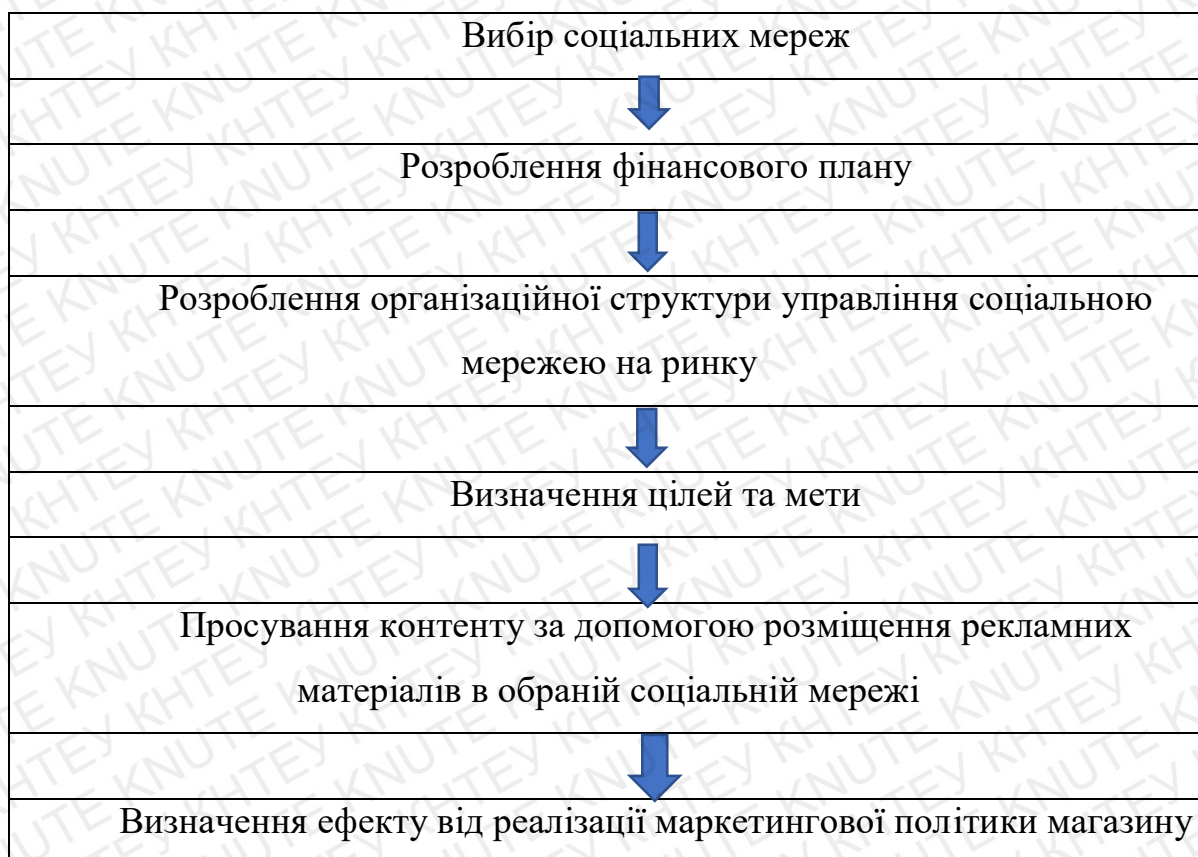 Вибір соціальних мереж
Розроблення фінансового плану
Розроблення організаційної структури управління соціальною
мережею на ринку
Визначення цілей та мети
Просування контенту за допомогою розміщення рекламних
матеріалів в обраній соціальній мережі
Визначення ефекту від реалізації маркетингової політики магазину